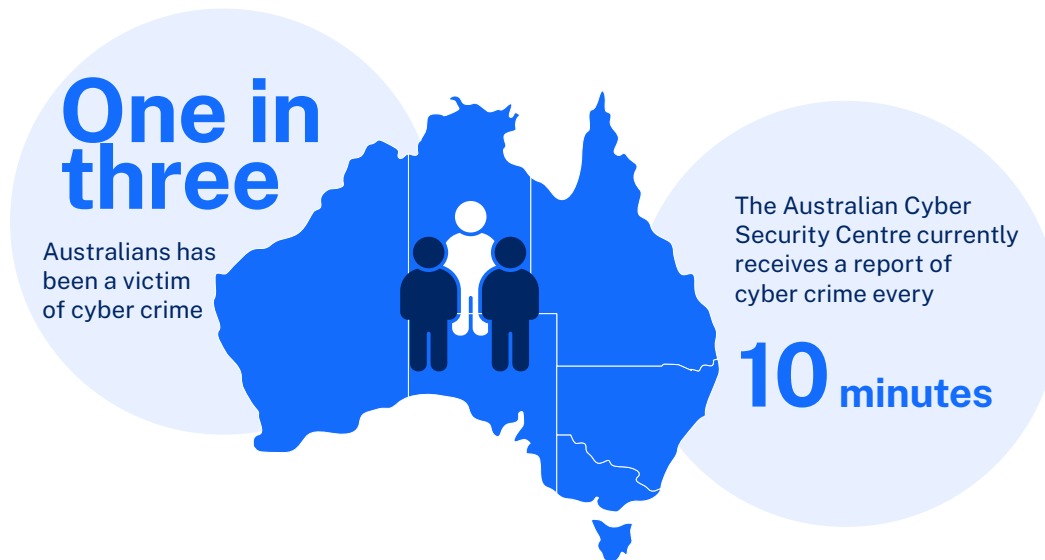 One in
three
Australians has
been a victim
of cyber crime
The Australian Cyber
Security Centre currently
receives a report of
cyber crime every
10 minutes